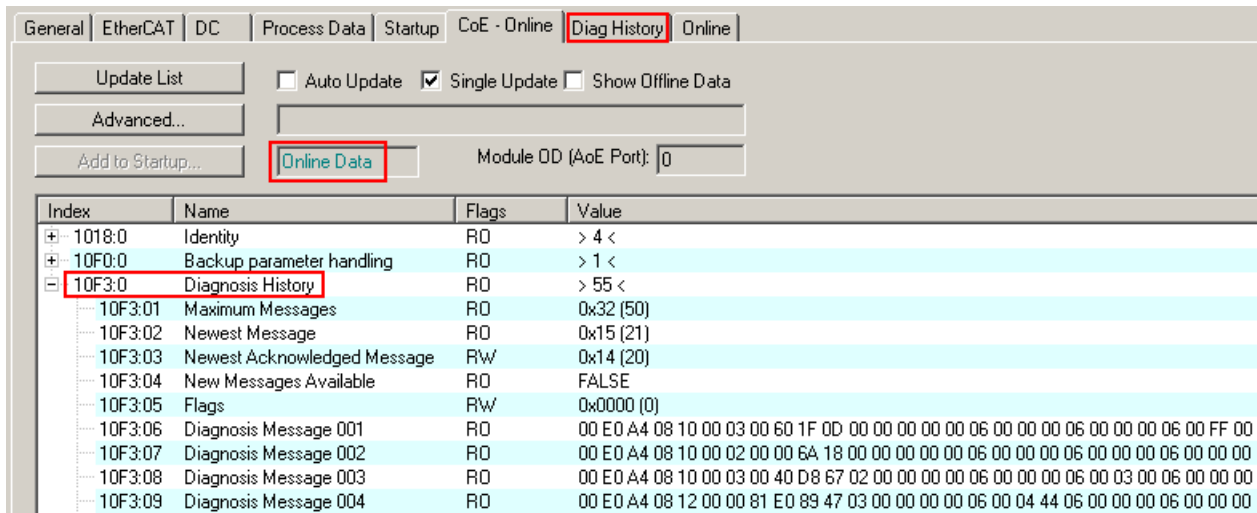 General EtherCAT DC Process Data Startup CoE - Online Diag History Online
Update List Auto Update Single Update Show Offline Data
Advanced...
Add to Startup... Online Data Module OD (AoE Port): 0
Index Name Flags Value
1018:0 Identity RO > 4 <
10F0:0 Backup parameter handling RO > 1 <
10F3:0 Diagnosis History RO > 55 <
10F3:01 Maximum Messages RO 0x32 (50)
10F3:02 Newest Message RO 0x15 (21)
10F3:03 Newest Acknowledged Message RW 0x14 (20)
10F3:04 New Messages Available RO FALSE
10F3:05 Flags RW 0x0000 (0)
10F3:06 Diagnosis Message 001 RO 00 E0 A4 08 10 00 03 00 60 1F 0D 00 00 00 00 00 06 00 00 00 06 00 00 00 06 00 FF 00
10F3:07 Diagnosis Message 002 RO 00 E0 A4 08 10 00 02 00 00 6A 18 00 00 00 00 00 06 00 00 00 06 00 00 00 06 00 00 00
10F3:08 Diagnosis Message 003 RO 00 E0 A4 08 10 00 03 00 40 D8 67 02 00 00 00 00 06 00 00 00 06 00 03 00 06 00 00 00
10F3:09 Diagnosis Message 004 RO 00 E0 A4 08 12 00 00 81 E0 89 47 03 00 00 00 00 06 00 04 44 06 00 00 00 06 00 00 00